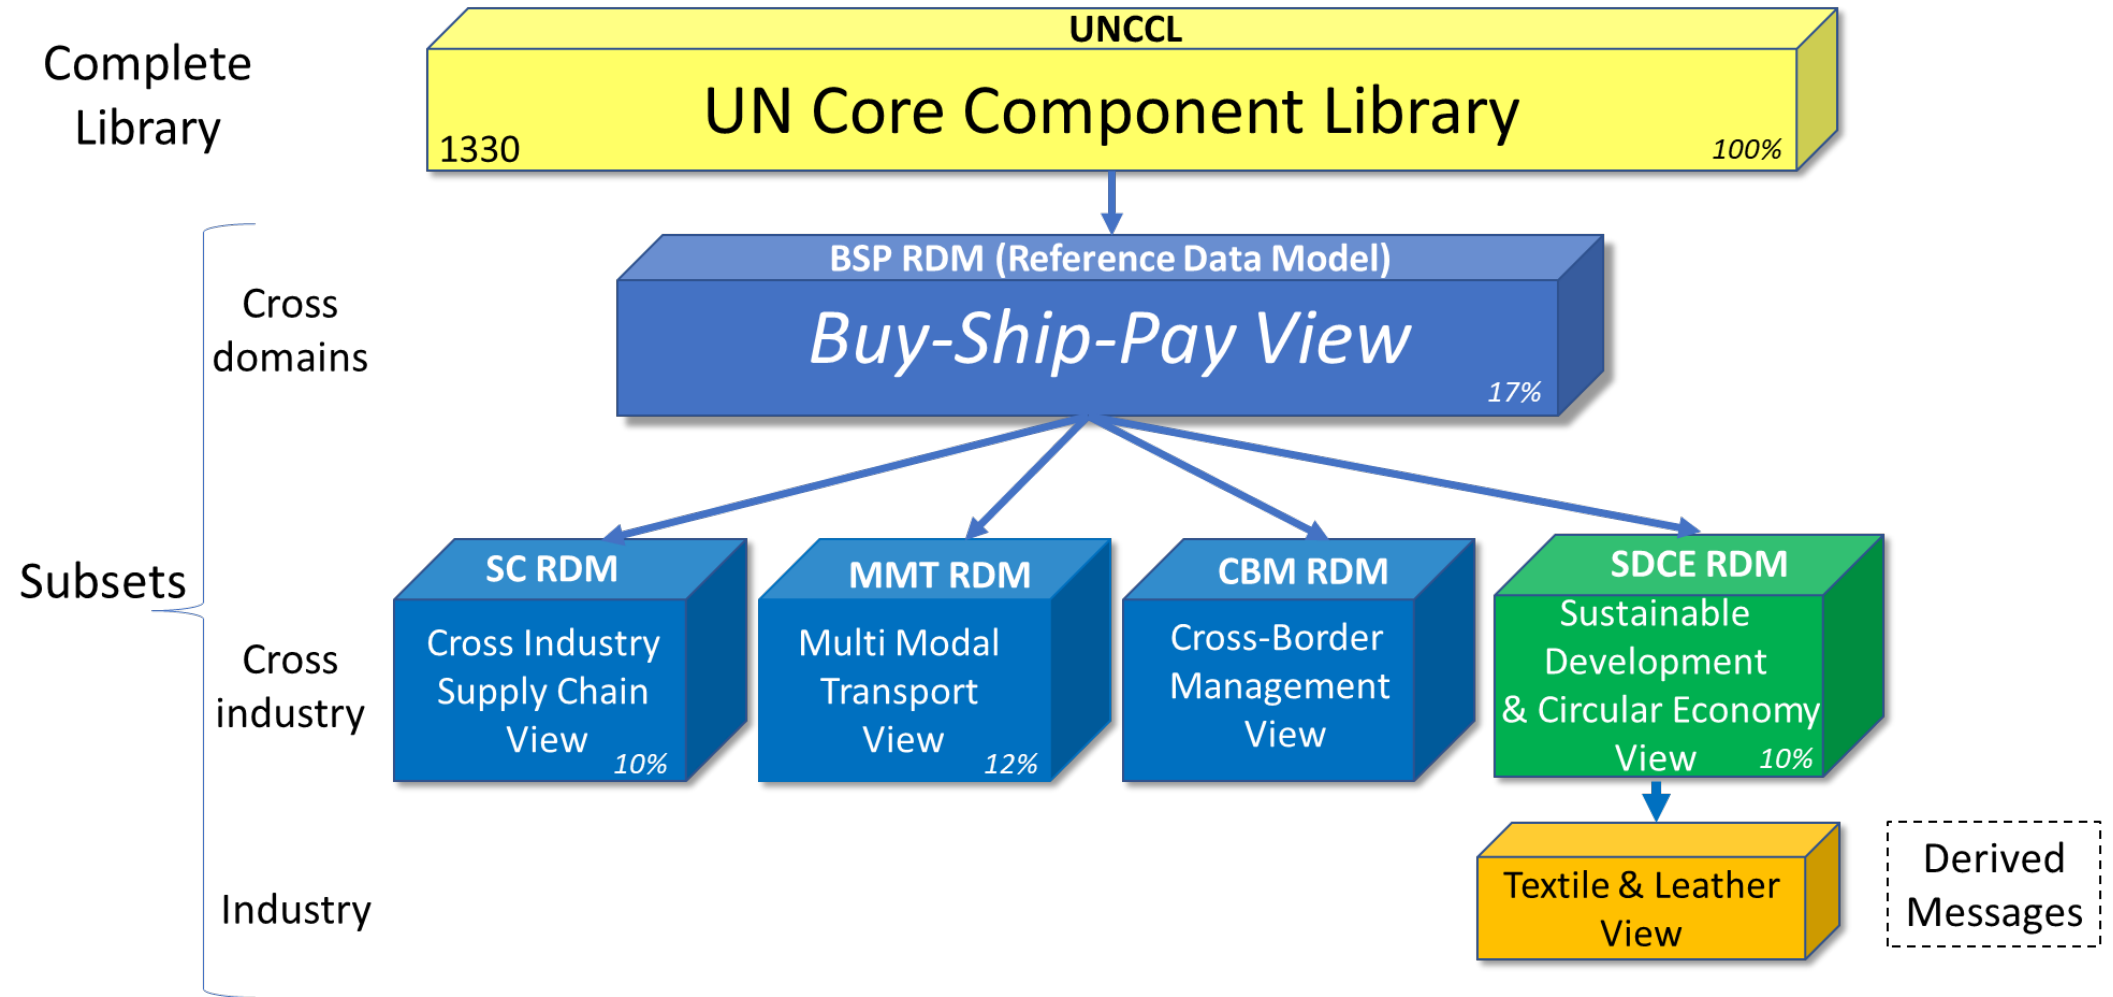 Complete
Library
UNCCL
UN Core Component Library
1330
100%
Subsets
Cross
domains
BSP RDM (Reference Data Model)
Buy-Ship-Pay View
17%
Cross
industry
SC RDM
Cross Industry
Supply Chain
View
10%
MMT RDM
Multi Modal
Transport
View
12%
CBM RDM
Cross-Border
Management
View
SDCE RDM
Sustainable
Development
& Circular Economy
View
10%
Industry
Textile & Leather
View
Derived
Messages